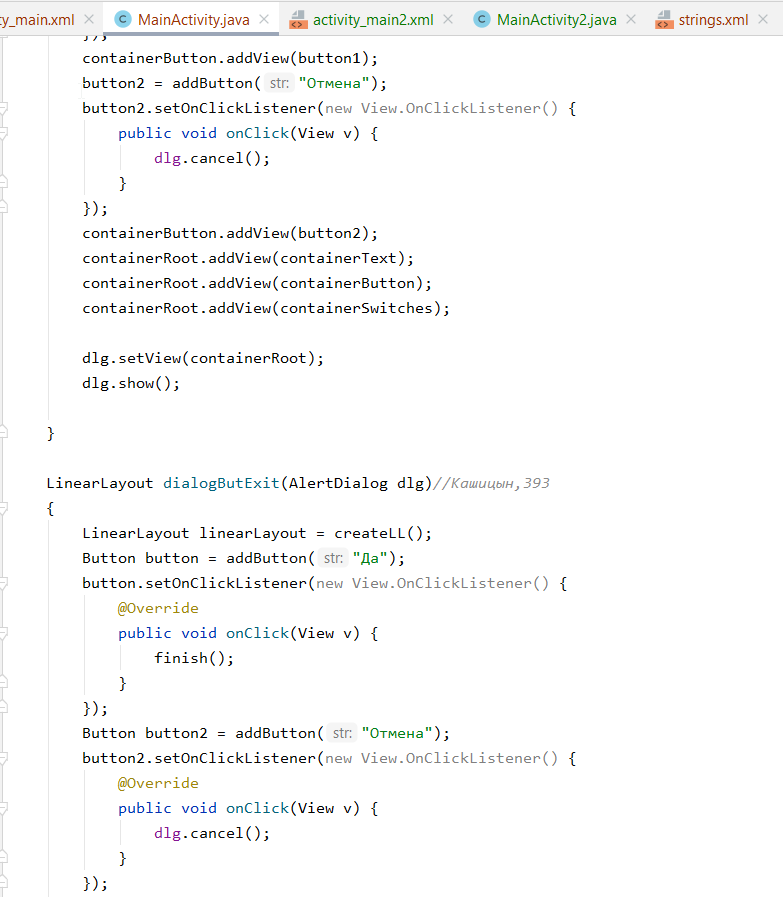 ty_main.xml MainActivity.java activity_main2.xml MainActivity2.java strings.xml
});
containerButton.addView(button1);
button2 = addButton( str: "Отмена");
button2.setOnClickListener(new View.OnClickListener() {
public void onClick(View v) {
dlg.cancel();
}
});
containerButton.addView(button2);
containerRoot.addView(containerText);
containerRoot.addView(containerButton);
containerRoot.addView(containerSwitches);
dlg.setView(containerRoot);
dlg.show();
}
LinearLayout dialogButExit(AlertDialog dlg)//Кашицын,393
{
LinearLayout linearLayout = createLL();
Button button = addButton( str: "Да");
button.setOnClickListener(new View.OnClickListener() {
@Override
public void onClick(View v) {
finish();
}
});
Button button2 = addButton( str: "Отмена");
button2.setOnClickListener(new View.OnClickListener() {
@Override
public void onClick(View v) {
dlg.cancel();
}
});